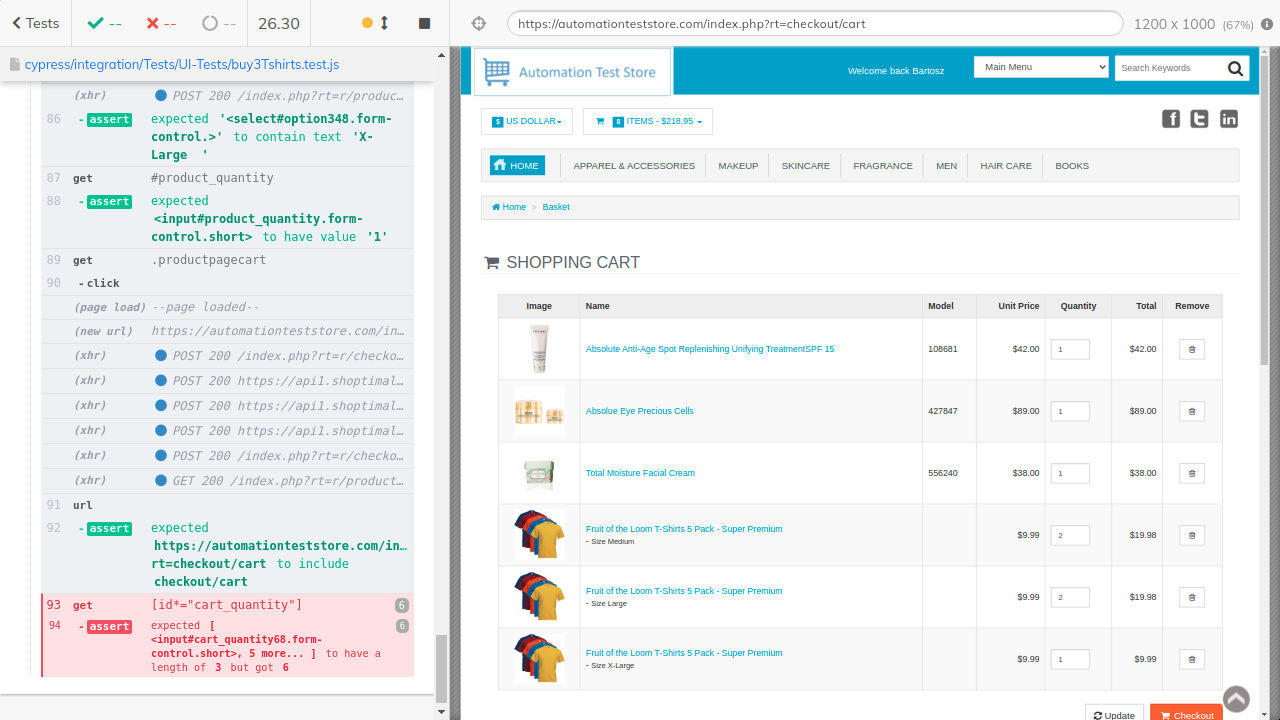 Tests
--
--
--
26.30
https://automationteststore.com/index.php?rt=checkout/cart
1200 x 1000 (67%)
cypress/integration/Tests/UI-Tests/buy3Tshirts.test.js
(xhr) POST 200 /index.php?rt=r/produc…
86 -assert expected '<select#option348.form-
control.>' to contain text 'X-
Large '
87 get #product_quantity
88 -assert expected
<input#product_quantity.form-
control.short> to have value '1'
89 get .productpagecart
90 -click
(page load) --page loaded--
(new url) https://automationteststore.com/in…
(xhr) POST 200 /index.php?rt=r/checko…
(xhr) POST 200 https://api1.shoptimal…
(xhr) POST 200 https://api1.shoptimal…
(xhr) POST 200 https://api1.shoptimal…
(xhr) POST 200 /index.php?rt=r/checko…
(xhr) GET 200 /index.php?rt=r/product…
91 url
92 -assert expected
https://automationteststore.com/in…
rt=checkout/cart to include
checkout/cart
93 get [id*="cart_quantity"] 6
94 -assert expected [ 6
<input#cart_quantity68.form-
control.short>, 5 more... ] to have a
length of 3 but got 6
Automation Test Store
Welcome back Bartosz
Main Menu
Search Keywords
$ US DOLLAR
8 ITEMS - $218.95
HOME APPAREL & ACCESSORIES MAKEUP SKINCARE FRAGRANCE MEN HAIR CARE BOOKS
Home » Basket
SHOPPING CART
Image Name Model Unit Price Quantity Total Remove
Absolute Anti-Age Spot Replenishing Unifying TreatmentSPF 15 108681 $42.00 1 $42.00
Absolue Eye Precious Cells 427847 $89.00 1 $89.00
Total Moisture Facial Cream 556240 $38.00 1 $38.00
Fruit of the Loom T-Shirts 5 Pack - Super Premium $9.99 2 $19.98
- Size Medium
Fruit of the Loom T-Shirts 5 Pack - Super Premium $9.99 2 $19.98
- Size Large
Fruit of the Loom T-Shirts 5 Pack - Super Premium $9.99 1 $9.99
- Size X-Large
Update Checkout